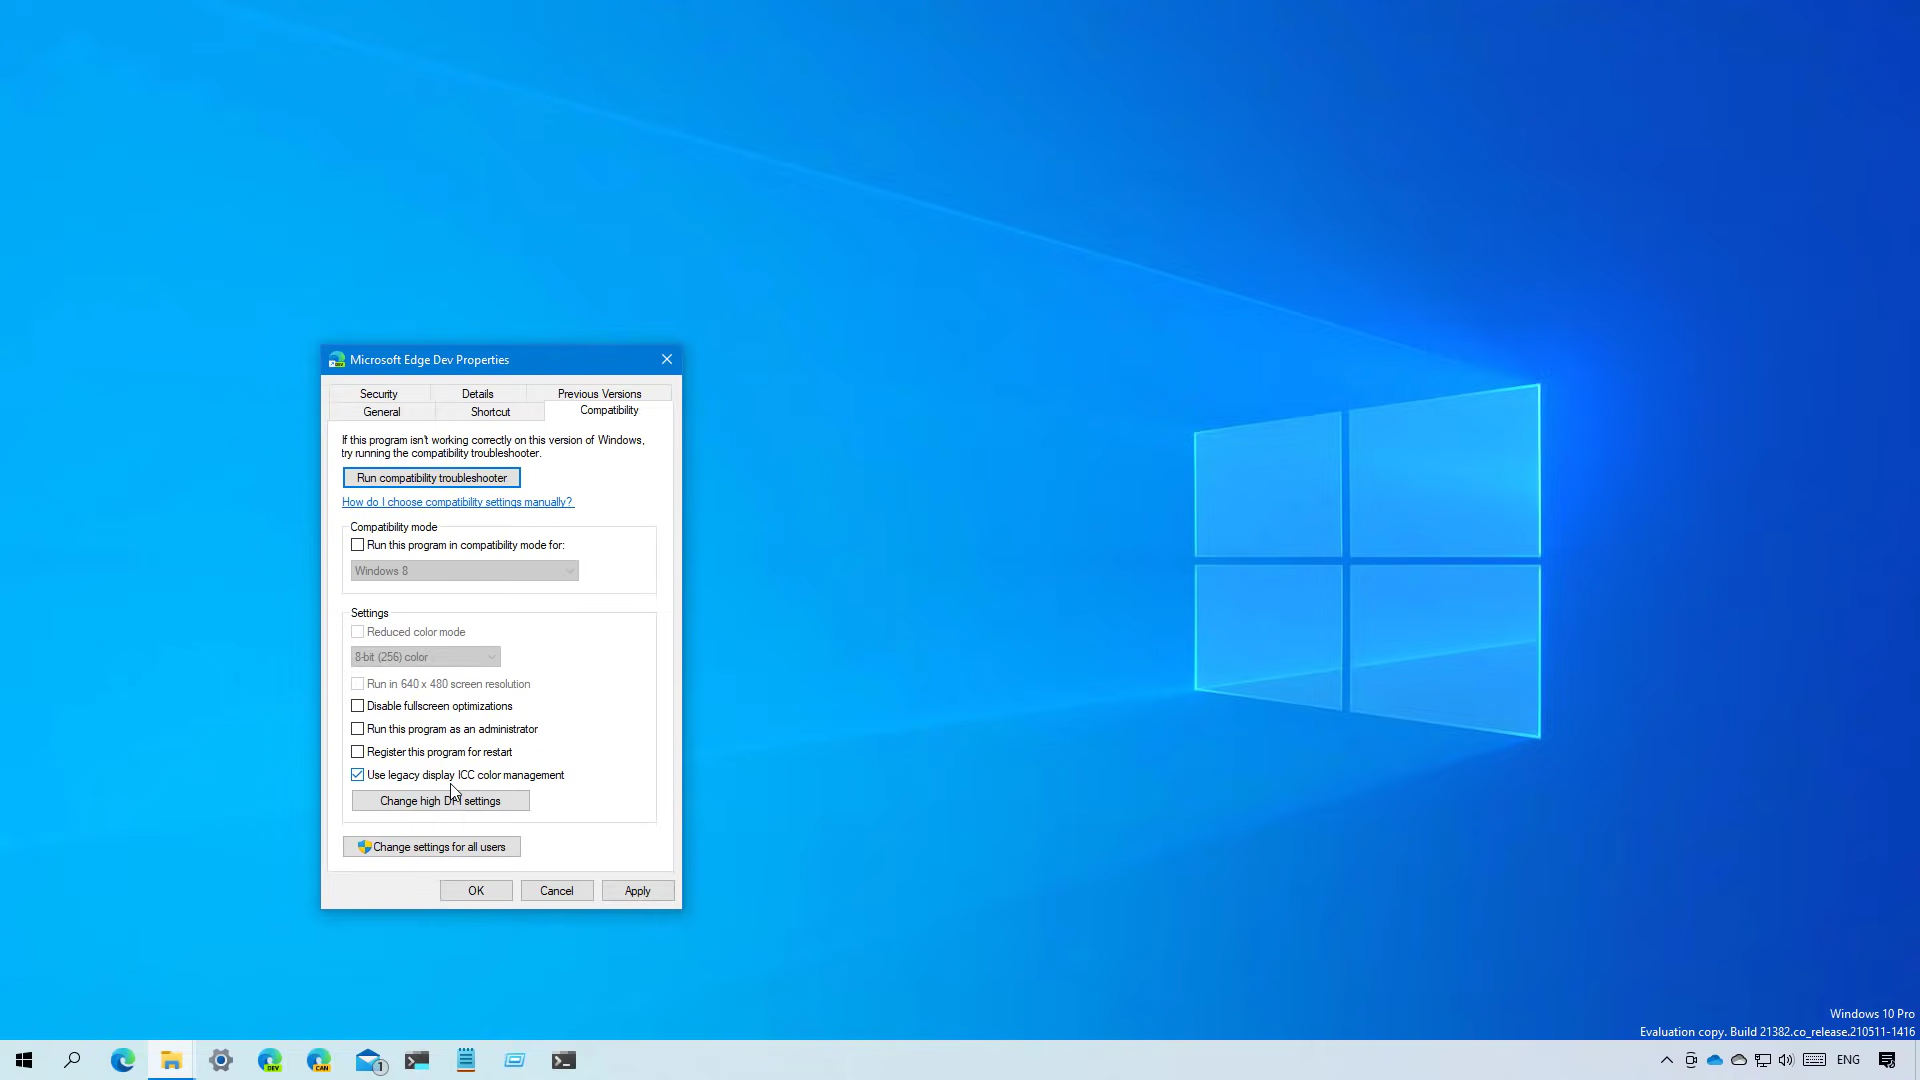 Microsoft Edge Dev Properties
Security Details Previous Versions
General Shortcut Compatibility
If this program isn't working correctly on this version of Windows,
try running the compatibility troubleshooter.
Run compatibility troubleshooter
How do I choose compatibility settings manually?
Compatibility mode
Run this program in compatibility mode for:
Windows 8
Settings
Reduced color mode
8-bit (256) color
Run in 640 x 480 screen resolution
Disable fullscreen optimizations
Run this program as an administrator
Register this program for restart
Use legacy display ICC color management
Change high DPI settings
Change settings for all users
OK Cancel Apply
Windows 10 Pro
Evaluation copy. Build 21382.co_release.210511-1416
DEV CAN 1 ENG